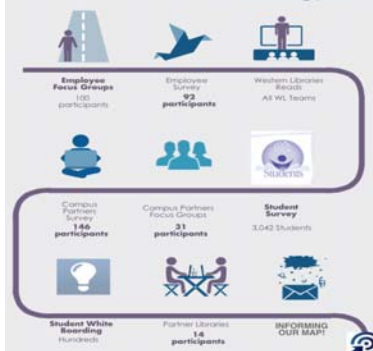 Employee
Focus Groups
100
participants
Employee
Survey
92
participants
Western Libraries
Reads
All WL Teams
Students
Campus
Partners
Survey
146
participants
Campus Partners
Focus Groups
31
participants
Student
Survey
3,042 Students
Student White
Boarding
Hundreds
Partner Libraries
14
participants
INFORMING
OUR MAP!